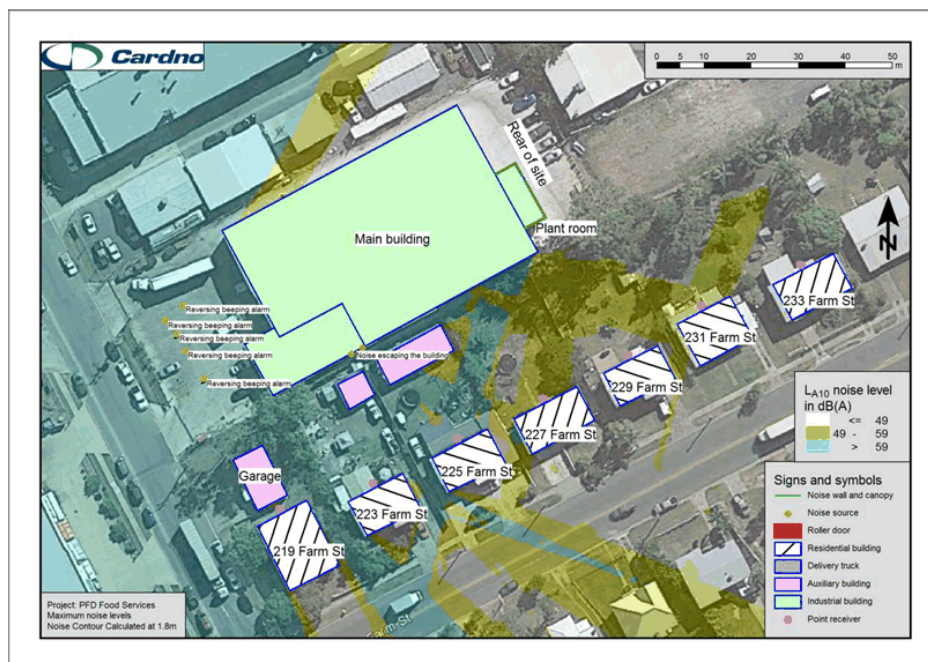 Cardno
0 5 10 20 30 40 50
m
Rear of site
Plant room
Main building
N
Reversing beeping alarm
Reversing beeping alarm
Reversing beeping alarm
Reversing beeping alarm
Reversing beeping alarm
Noise escaping the building
233 Farm St
231 Farm St
229 Farm St
227 Farm St
225 Farm St
223 Farm St
219 Farm St
Garage
Farm St
LA10 noise level
in dB(A)
<= 49
49 - 59
> 59
Signs and symbols
Noise wall and canopy
Noise source
Roller door
Residential building
Delivery truck
Auxiliary building
Industrial building
Point receiver
Project: PFD Food Services
Maximum noise levels
Noise Contour Calculated at 1.8m